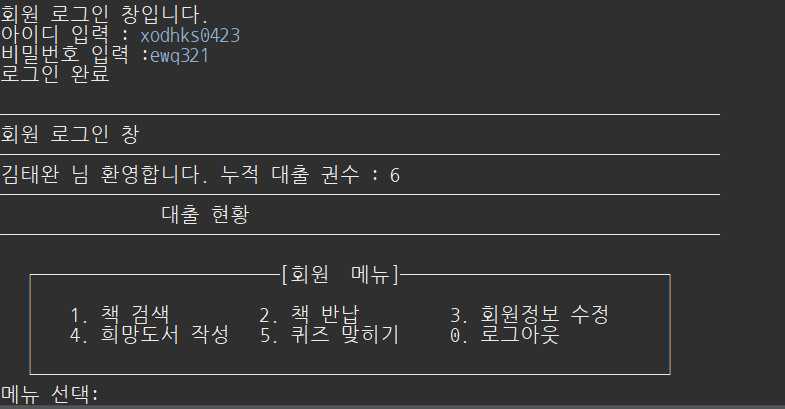 회원 로그인 창입니다.
아이디 입력 : xodhks0423
비밀번호 입력 :ewq321
로그인 완료
회원 로그인 창
김태완 님 환영합니다. 누적 대출 권수 : 6
대출 현황
[회원 메뉴]
1. 책 검색 2. 책 반납 3. 회원정보 수정
4. 희망도서 작성 5. 퀴즈 맞히기 0. 로그아웃
메뉴 선택: